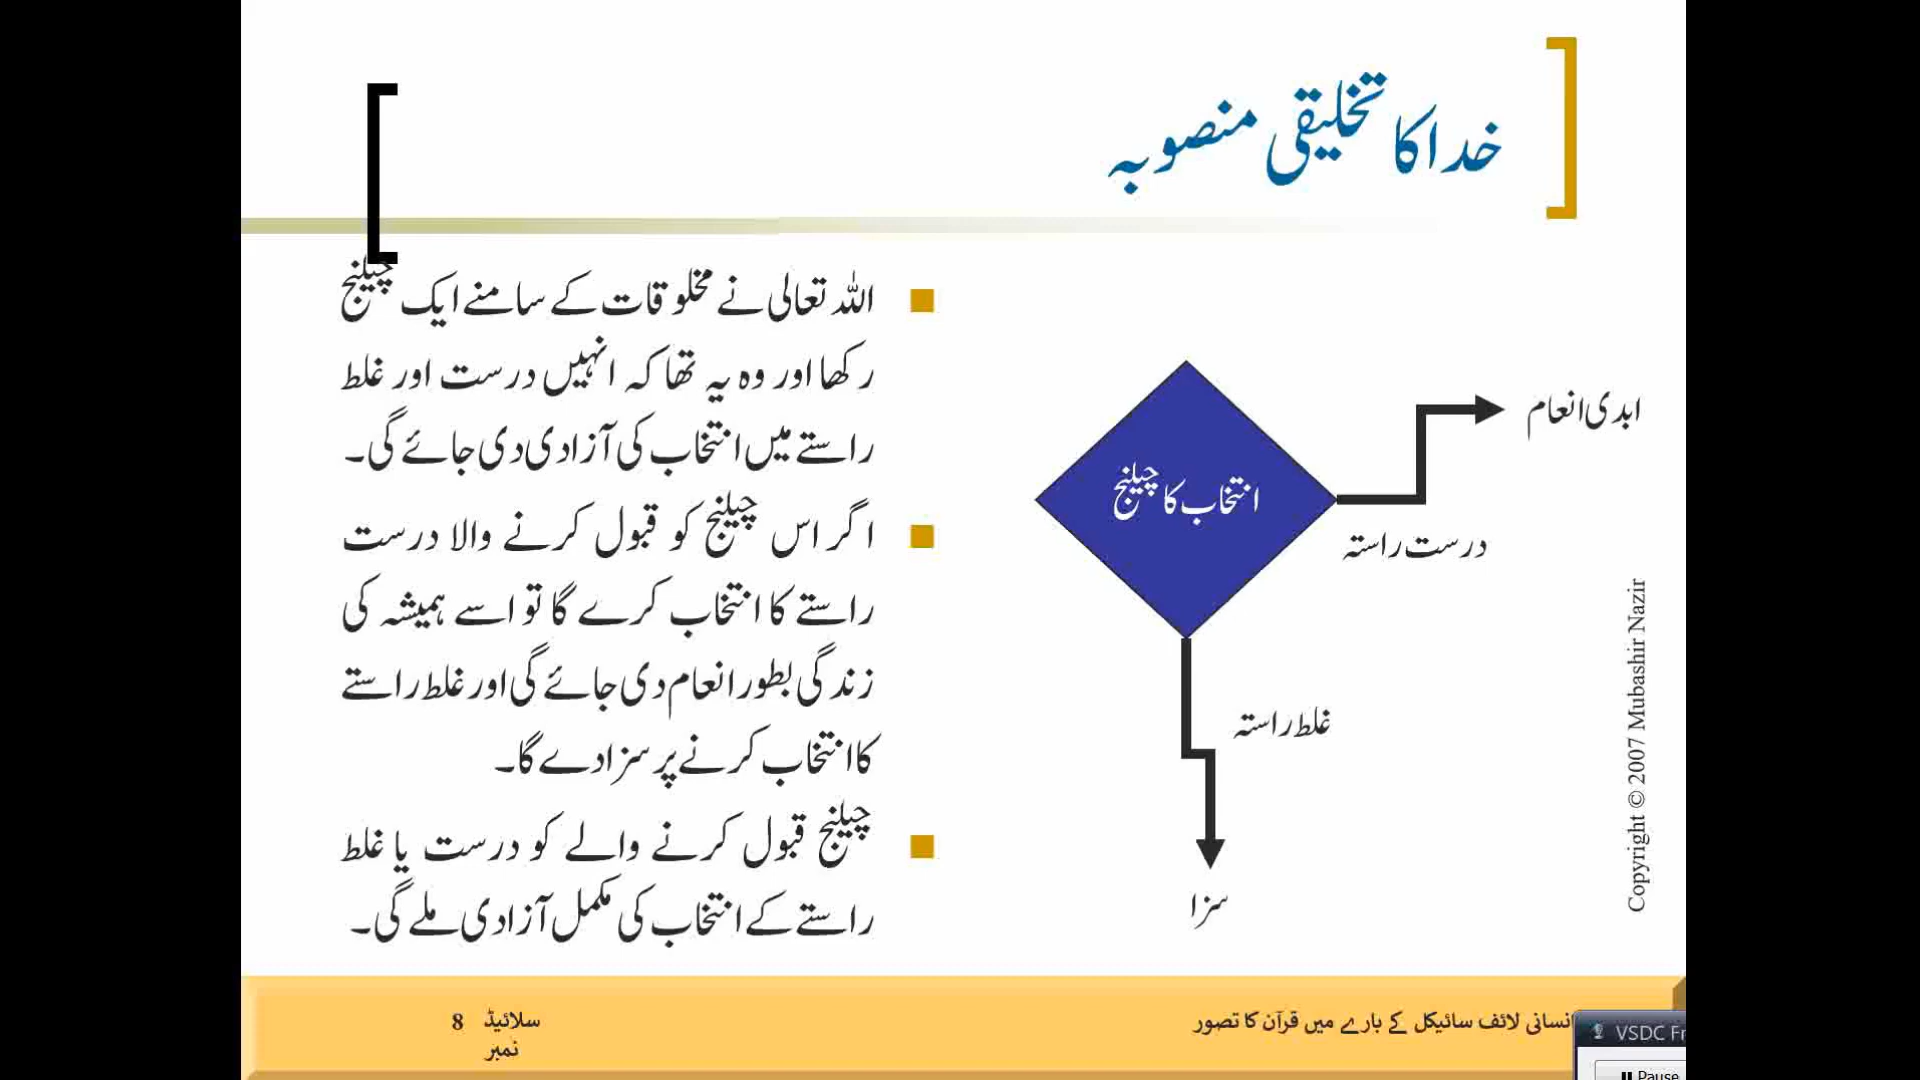 خدا کا تخلیقی منصوبہ
اللہ تعالی نے مخلوقات کے سامنے ایک چیلنج
رکھا اور وہ یہ تھا کہ انہیں درست اور غلط
راستے میں انتخاب کی آزادی دی جائے گی۔
اگر اس چیلنج کو قبول کرنے والا درست
راستے کا انتخاب کرے گا تو اسے ہمیشہ کی
زندگی بطور انعام دی جائے گی اور غلط راستے
کا انتخاب کرنے پر سزا دے گا۔
چیلنج قبول کرنے والے کو درست یا غلط
راستے کے انتخاب کی مکمل آزادی ملے گی۔
ابدی انعام
انتخاب کا چیلنج
درست راستہ
غلط راستہ
سزا
Copyright © 2007 Mubashir Nazir
انسانی لائف سائیکل کے بارے میں قرآن کا تصور
سلائیڈ 8
نمبر
VSDC Fr
Pause